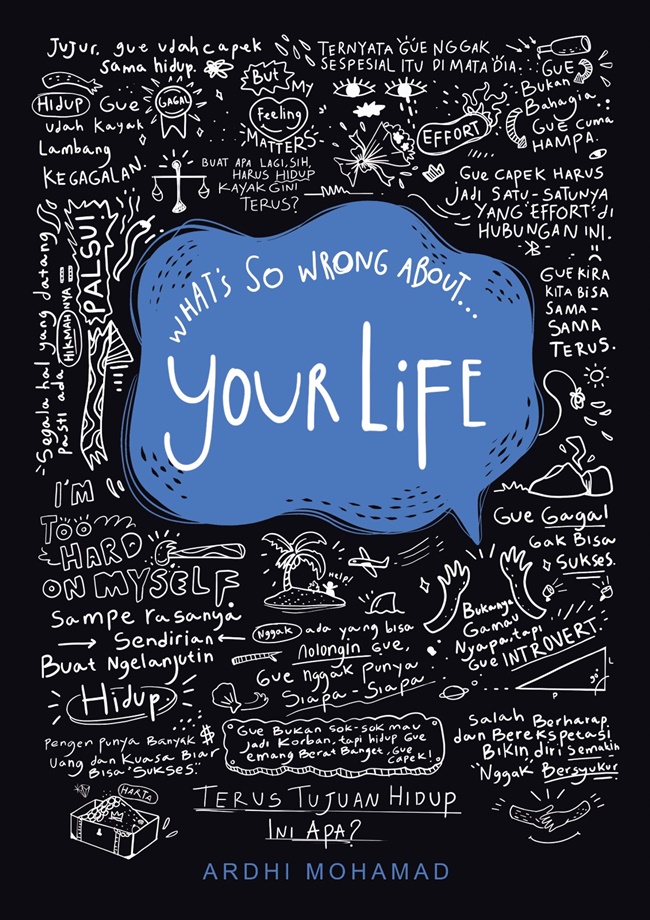 Jujur, gue udah capek
sama hidup.
TERNYATA GUE NGGAK
SESPESIAL ITU DI MATA DIA.
GUE
Bukan
Bahagia.
GUE cuma
HAMPA.
HIDUP Gue
udah Kayak
Lambang
KEGAGALAN.
GAGAL
But MY
feeling
MATTERS
EFFORT
BUAT APA LAGI, SIH,
HARUS HIDUP
KAYAK GINI
TERUS?
GUE CAPEK HARUS
JADI SATU-SATUNYA
YANG EFFORT di
HUBUNGAN INI.
Segala hal yang datang
pasti ada HIKMAHNYA
PALSU!
GUE KIRA
KITA BISA
SAMA-
SAMA
TERUS.
WHAT'S SO WRONG ABOUT...
YOUR LiFE
I'M
TOO
HARD
ON MYSELF
Gue Gagal
Gak Bisa
SUKSES.
Help!
Sampe rasanya
Sendirian
Buat Ngelanjutin
Hidup.
Nggak ada yang bisa
Nolongin Gue,
Gue nggak punya
Siapa-Siapa
Bukannya
Gamau
Nyapa, tapi
Gue INTROVERT.
Pengen punya Banyak $
Uang dan Kuasa Biar
Bisa "SUKSES".
Gue Bukan sok-sok mau
Jadi Korban, tapi hidup Gue
emang Berat Banget, Gue
capek!
Salah Berharap
dan Berekspetasi
Bikin diri Semakin
"Nggak Bersyukur
HARTA
TERUS TUJUAN HIDUP
INI APA?
ARDHI MOHAMAD